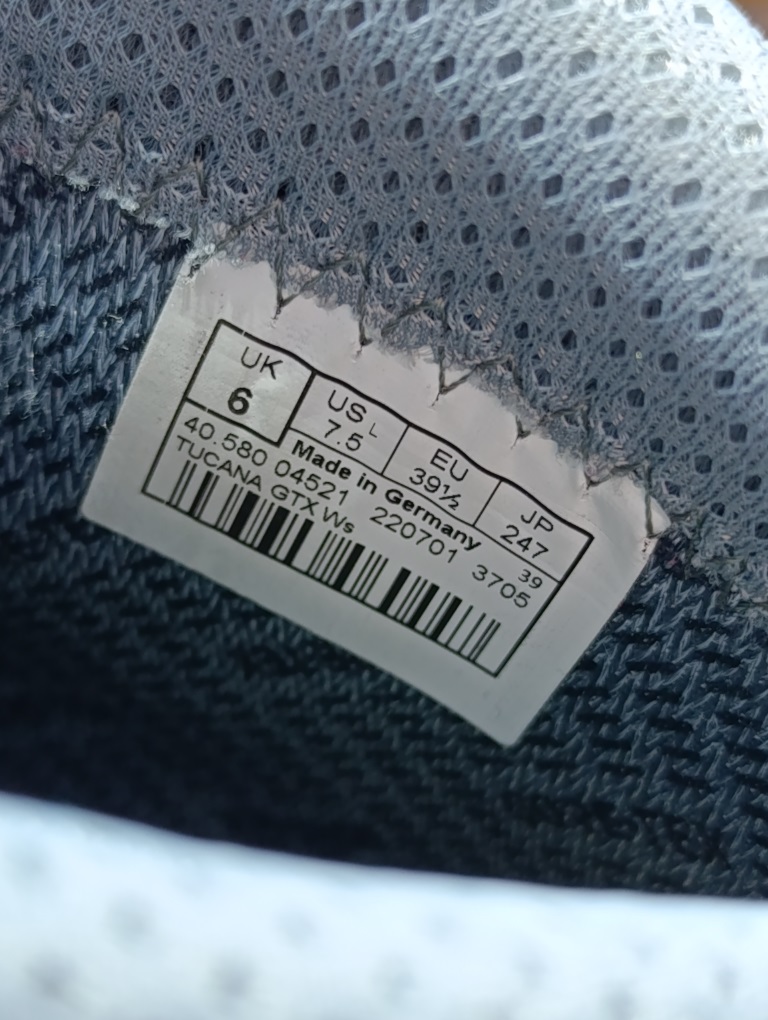 UK US L EU JP
6 7.5 39½ 247
Made in Germany 39
40.580 04521 220701 3705
TUCANA GTX Ws